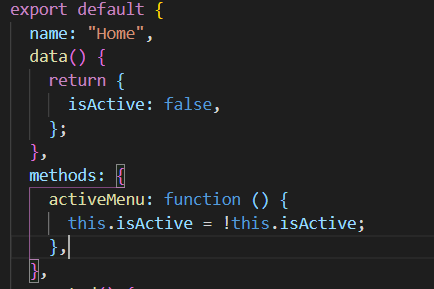 export default {
name: "Home",
data() {
return {
isActive: false,
};
},
methods: {
activeMenu: function () {
this.isActive = !this.isActive;
},
},